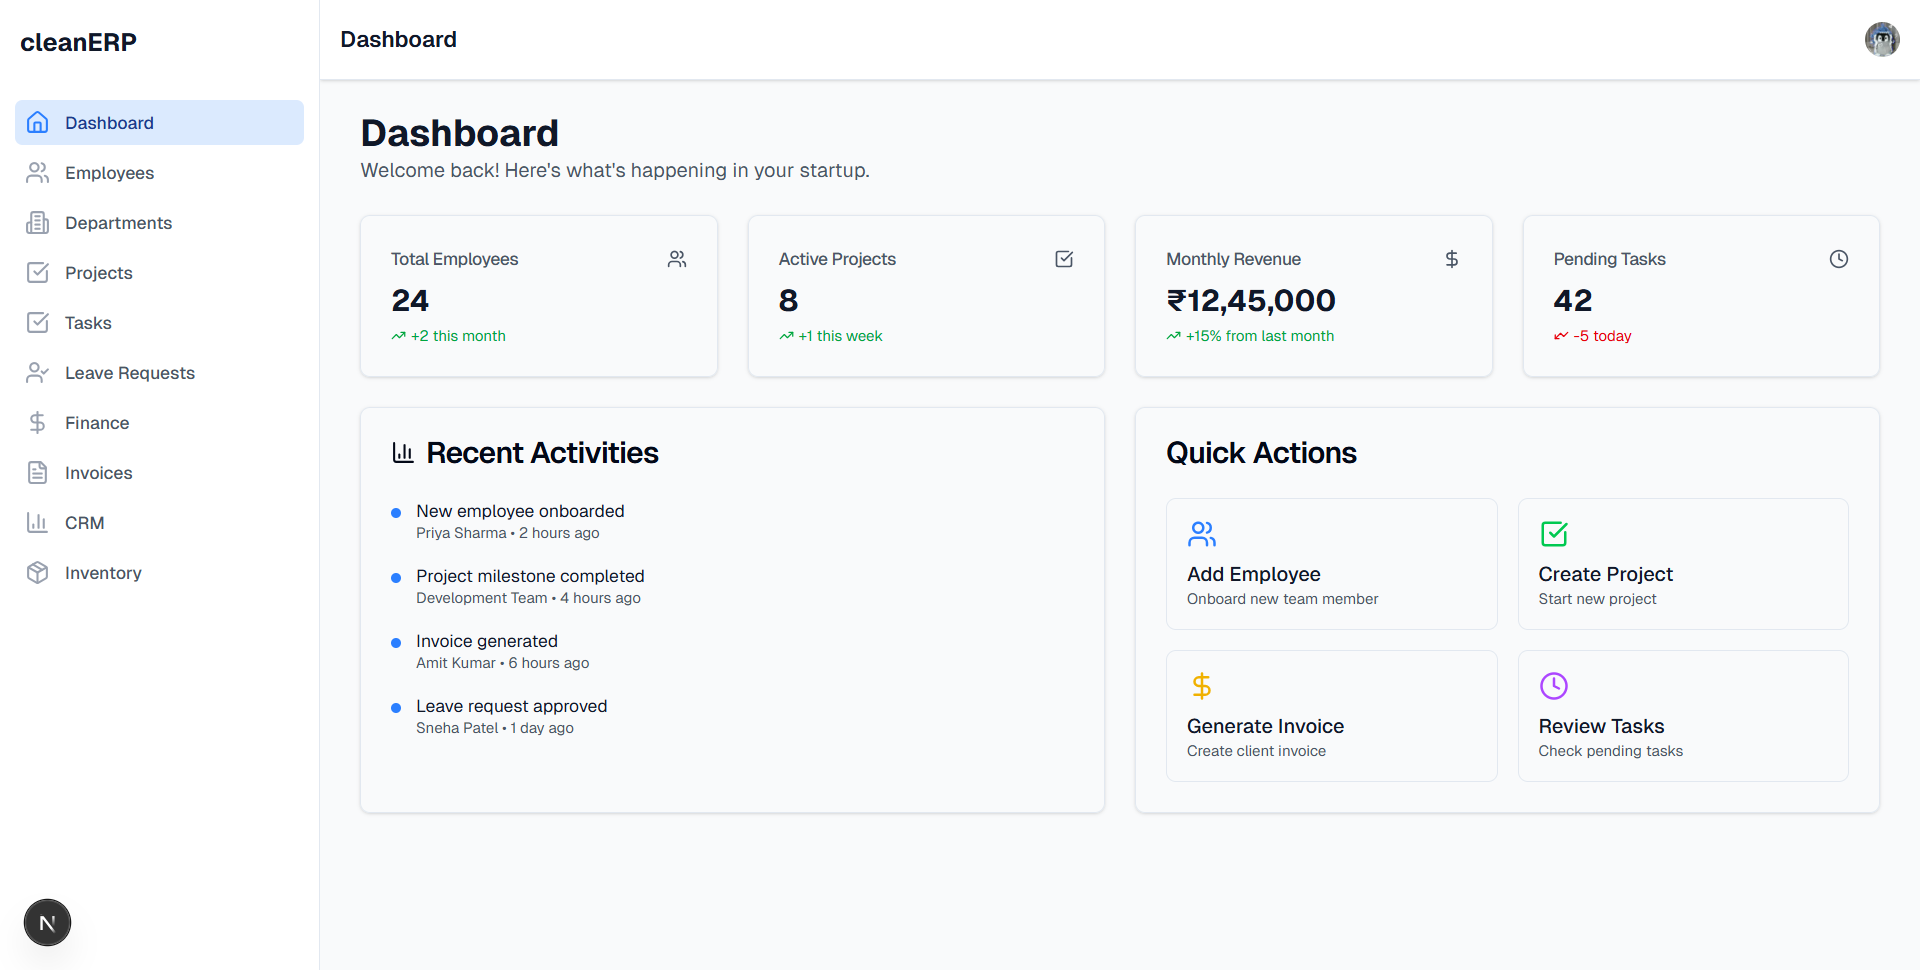 cleanERP
Dashboard
Employees
Departments
Projects
Tasks
Leave Requests
Finance
Invoices
CRM
Inventory
N
Dashboard
Dashboard
Welcome back! Here's what's happening in your startup.
Total Employees
24
+2 this month
Active Projects
8
+1 this week
Monthly Revenue
₹12,45,000
+15% from last month
Pending Tasks
42
-5 today
Recent Activities
New employee onboarded
Priya Sharma • 2 hours ago
Project milestone completed
Development Team • 4 hours ago
Invoice generated
Amit Kumar • 6 hours ago
Leave request approved
Sneha Patel • 1 day ago
Quick Actions
Add Employee
Onboard new team member
Create Project
Start new project
Generate Invoice
Create client invoice
Review Tasks
Check pending tasks